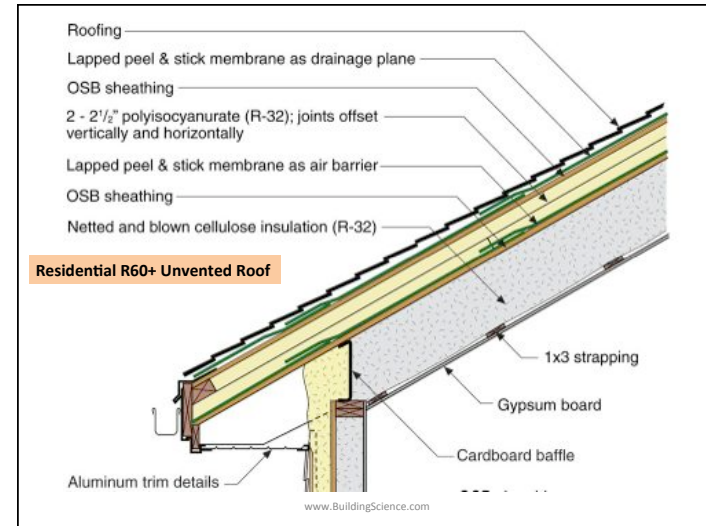 Roofing
Lapped peel & stick membrane as drainage plane
OSB sheathing
2 - 2 1/2" polyisocyanurate (R-32); joints offset
vertically and horizontally
Lapped peel & stick membrane as air barrier
OSB sheathing
Netted and blown cellulose insulation (R-32)
Residential R60+ Unvented Roof
1x3 strapping
Gypsum board
Cardboard baffle
Aluminum trim details
www.BuildingScience.com